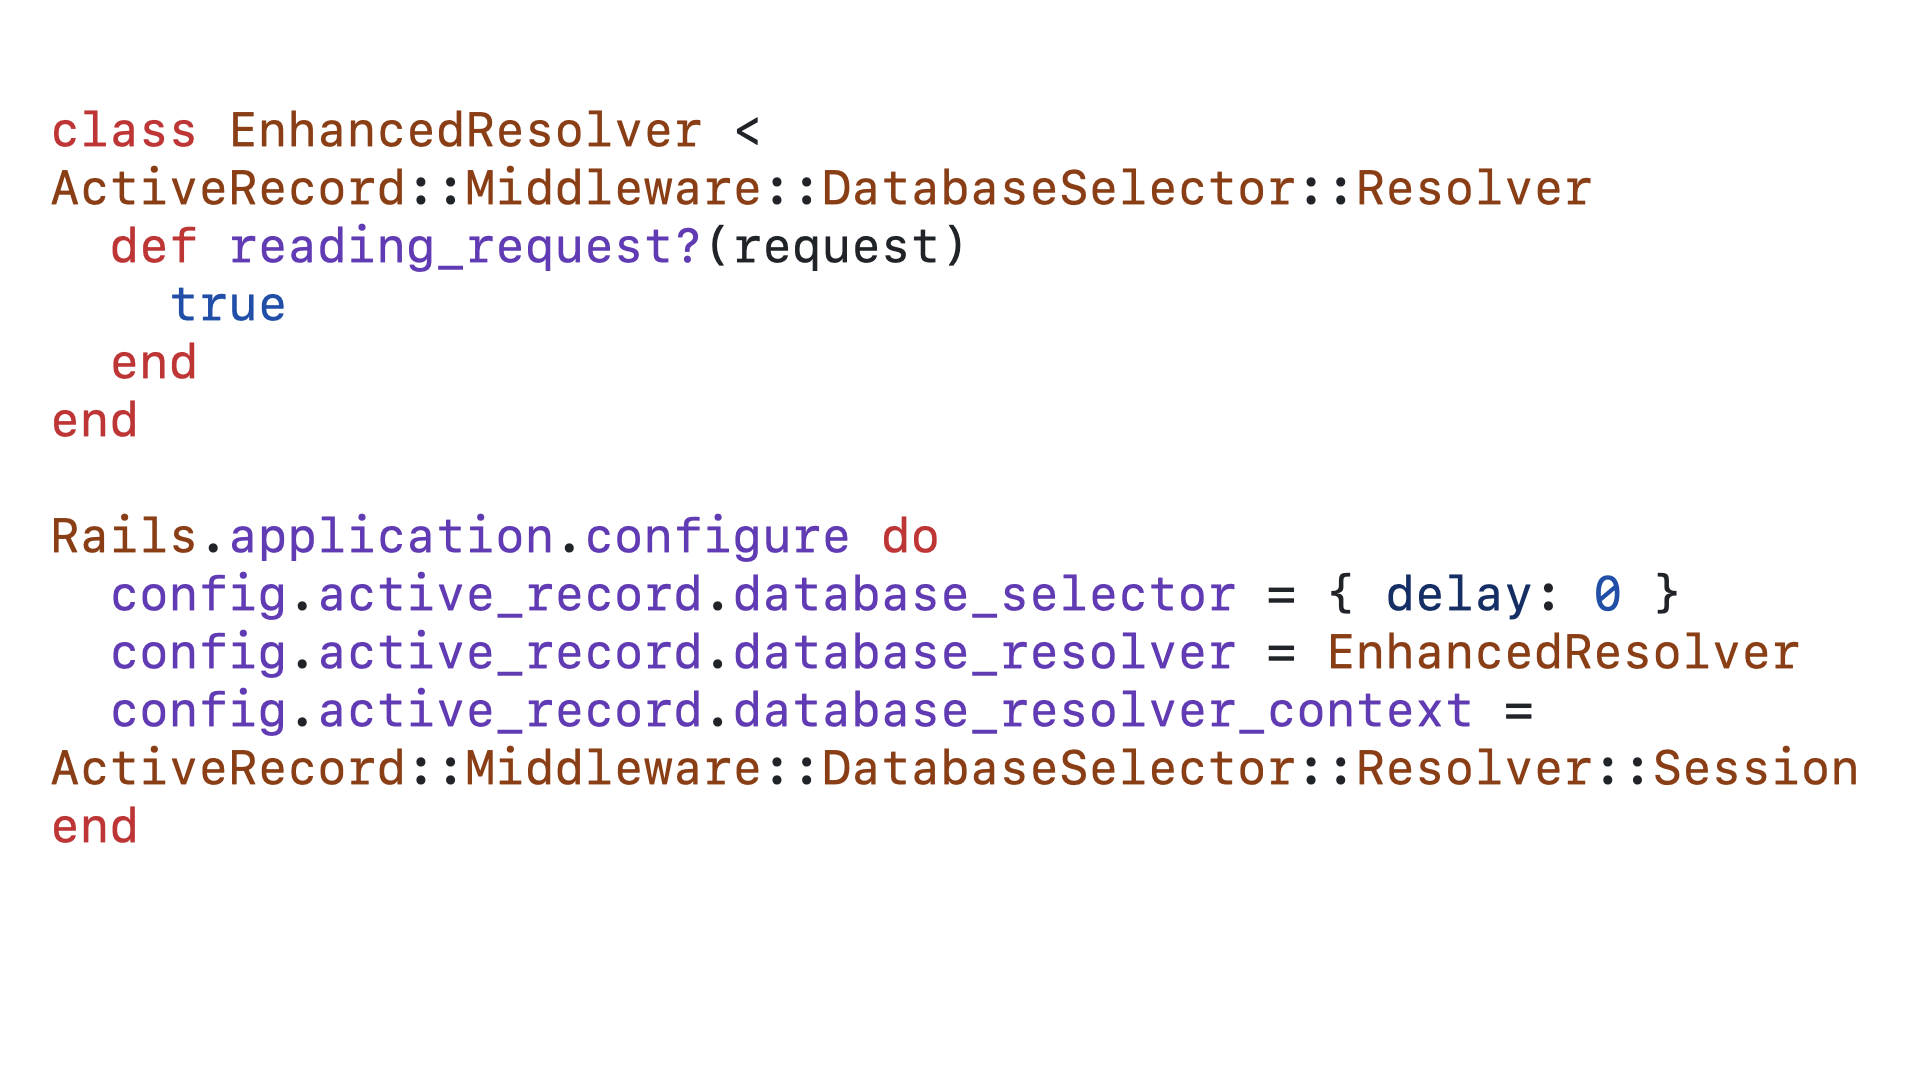 class EnhancedResolver <
ActiveRecord::Middleware::DatabaseSelector::Resolver
  def reading_request?(request)
    true
  end
end

Rails.application.configure do
  config.active_record.database_selector = { delay: 0 }
  config.active_record.database_resolver = EnhancedResolver
  config.active_record.database_resolver_context =
ActiveRecord::Middleware::DatabaseSelector::Resolver::Session
end